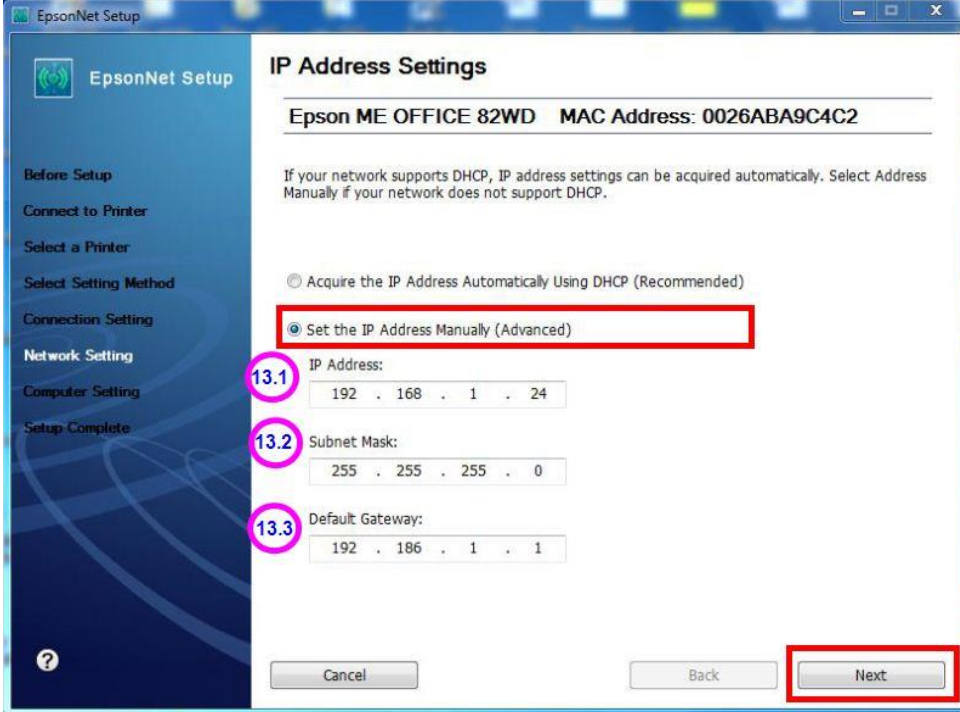 EpsonNet Setup
EpsonNet Setup
Before Setup
Connect to Printer
Select a Printer
Select Setting Method
Connection Setting
Network Setting
Computer Setting
Setup Complete
IP Address Settings
Epson ME OFFICE 82WD MAC Address: 0026ABA9C4C2
If your network supports DHCP, IP address settings can be acquired automatically. Select Address
Manually if your network does not support DHCP.
Acquire the IP Address Automatically Using DHCP (Recommended)
Set the IP Address Manually (Advanced)
13.1 IP Address:
192 . 168 . 1 . 24
13.2 Subnet Mask:
255 . 255 . 255 . 0
13.3 Default Gateway:
192 . 186 . 1 . 1
? Cancel Back Next